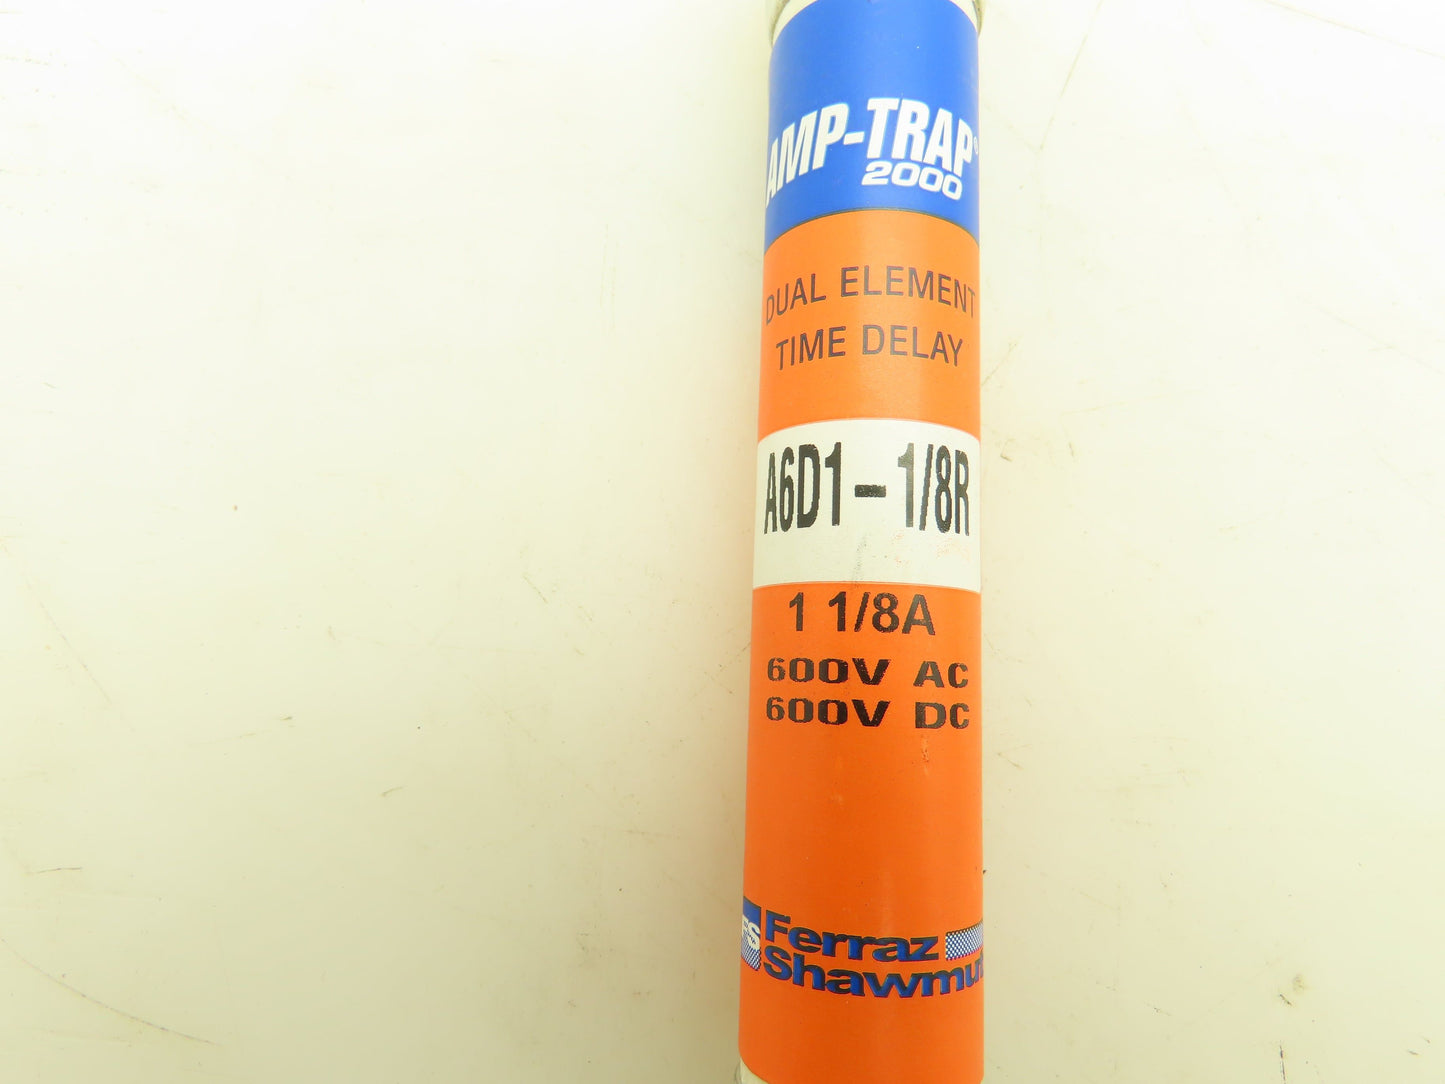 AMP-TRAP®
2000
DUAL ELEMENT
TIME DELAY
A6D1-1/8R
1 1/8A
600V AC
600V DC
FS Ferraz
Shawmut